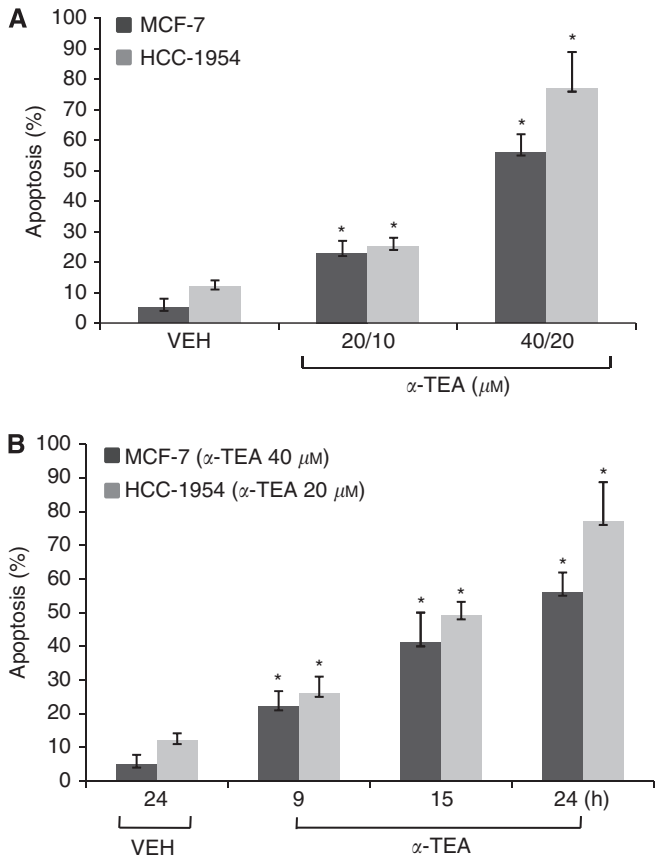 A
100
90
80
70
60
50
40
30
20
10
0
Apoptosis (%)
MCF-7
HCC-1954
*
*
*
*
VEH
20/10
40/20
α-TEA (μM)
B
100
90
80
70
60
50
40
30
20
10
0
Apoptosis (%)
MCF-7 (α-TEA 40 μM)
HCC-1954 (α-TEA 20 μM)
*
*
*
*
*
*
24
9
15
24 (h)
VEH
α-TEA